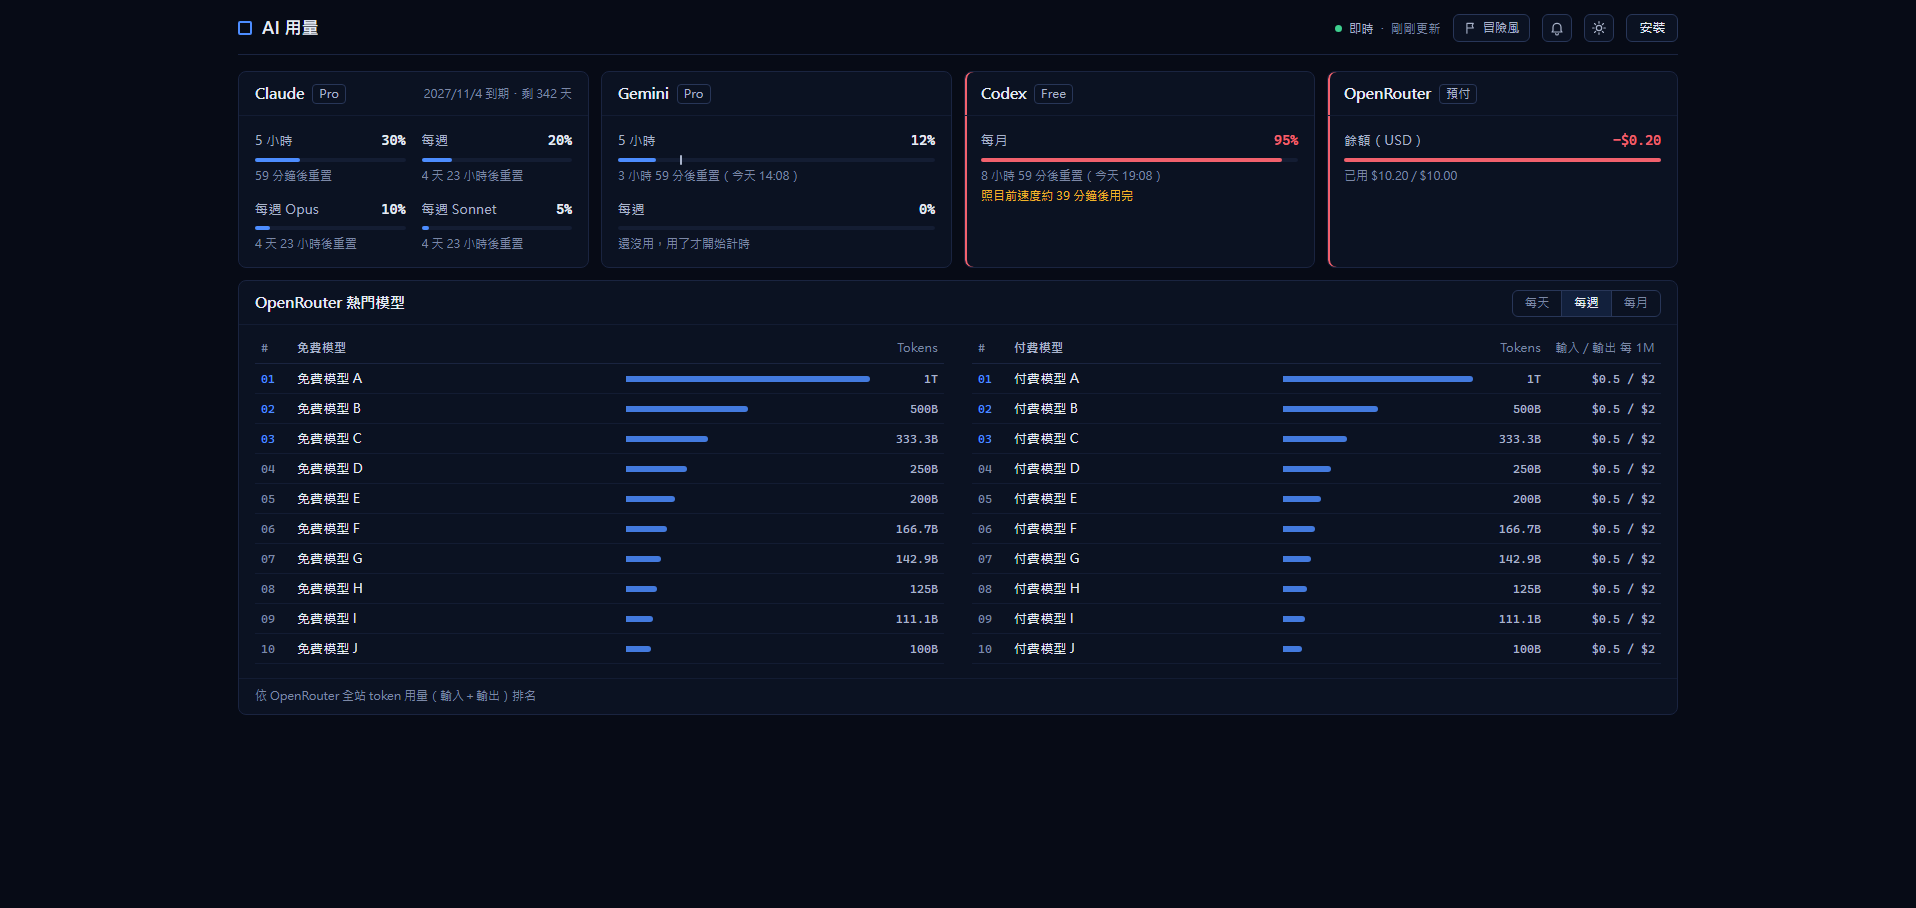 AI 用量
即時 · 剛剛更新
冒險風
安裝
Claude Pro 2027/11/4 到期 · 剩 342 天
5 小時 30%
59 分鐘後重置
每週 20%
4 天 23 小時後重置
每週 Opus 10%
4 天 23 小時後重置
每週 Sonnet 5%
4 天 23 小時後重置
Gemini Pro
5 小時 12%
3 小時 59 分後重置（今天 14:08）
每週 0%
還沒用，用了才開始計時
Codex Free
每月 95%
8 小時 59 分後重置（今天 19:08）
照目前速度約 39 分鐘後用完
OpenRouter 預付
餘額（USD） −$0.20
已用 $10.20 / $10.00
OpenRouter 熱門模型
每天 每週 每月
# 免費模型 Tokens
01 免費模型 A 1T
02 免費模型 B 500B
03 免費模型 C 333.3B
04 免費模型 D 250B
05 免費模型 E 200B
06 免費模型 F 166.7B
07 免費模型 G 142.9B
08 免費模型 H 125B
09 免費模型 I 111.1B
10 免費模型 J 100B
# 付費模型 Tokens 輸入 / 輸出 每 1M
01 付費模型 A 1T $0.5 / $2
02 付費模型 B 500B $0.5 / $2
03 付費模型 C 333.3B $0.5 / $2
04 付費模型 D 250B $0.5 / $2
05 付費模型 E 200B $0.5 / $2
06 付費模型 F 166.7B $0.5 / $2
07 付費模型 G 142.9B $0.5 / $2
08 付費模型 H 125B $0.5 / $2
09 付費模型 I 111.1B $0.5 / $2
10 付費模型 J 100B $0.5 / $2
依 OpenRouter 全站 token 用量（輸入 + 輸出）排名